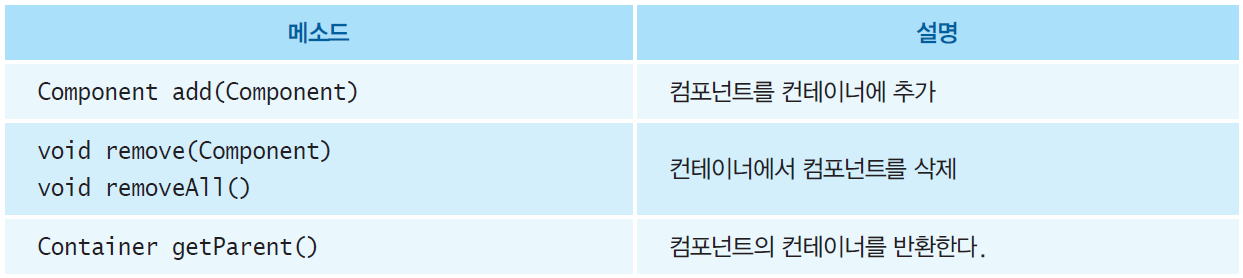 메소드 설명
Component add(Component) 컴포넌트를 컨테이너에 추가
void remove(Component)
void removeAll()
컨테이너에서 컴포넌트를 삭제
Container getParent() 컴포넌트의 컨테이너를 반환한다.